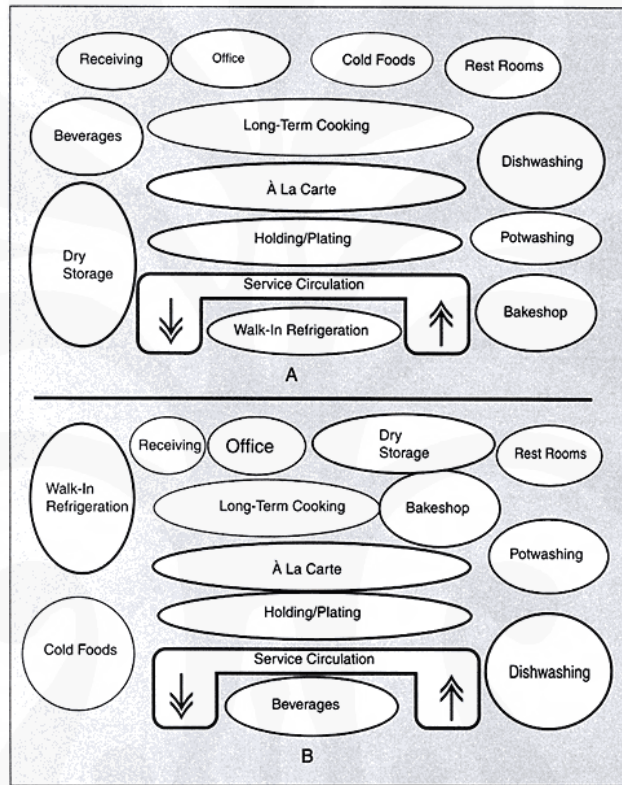 Receiving
Office
Cold Foods
Rest Rooms
Beverages
Long-Term Cooking
Dishwashing
À La Carte
Dry
Storage
Holding/Plating
Potwashing
Service Circulation
Bakeshop
Walk-In Refrigeration
A
Receiving
Office
Dry
Storage
Rest Rooms
Walk-In
Refrigeration
Long-Term Cooking
Bakeshop
Potwashing
À La Carte
Holding/Plating
Cold Foods
Service Circulation
Dishwashing
Beverages
B